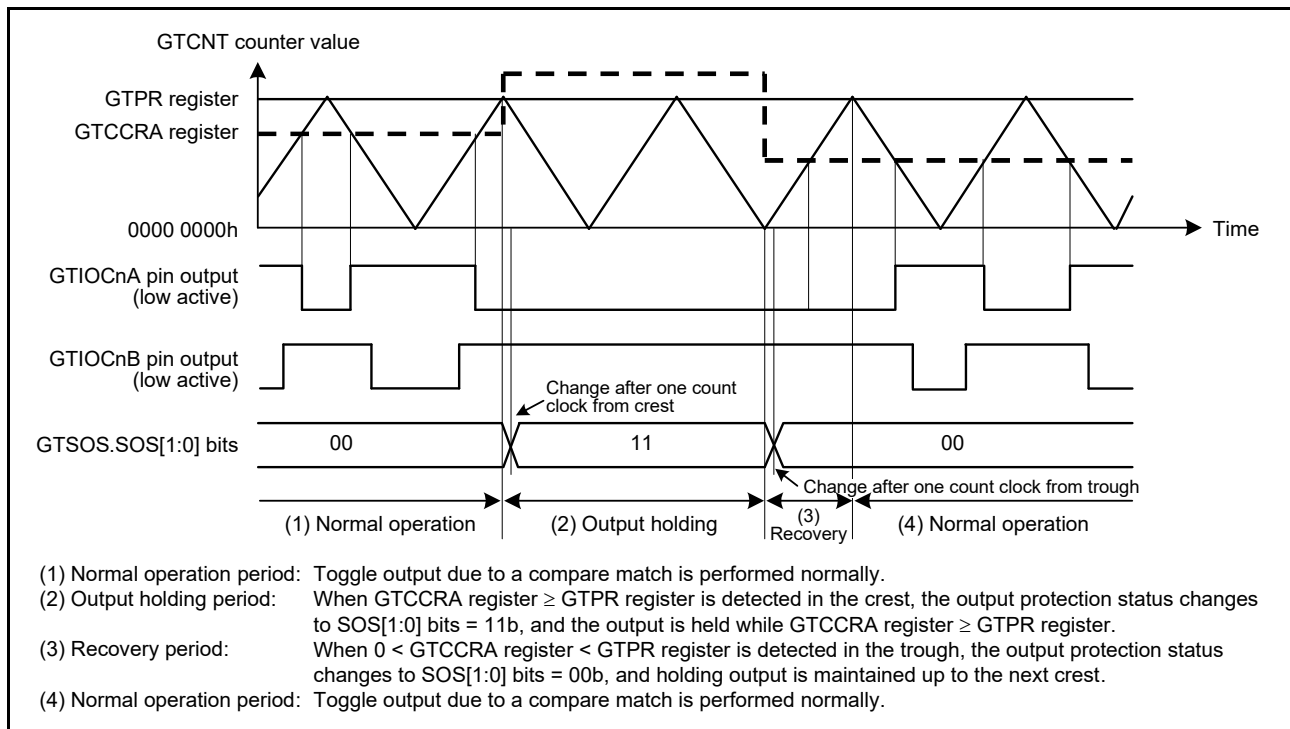 GTCNT counter value
GTPR register
GTCCRA register
0000 0000h
Time
GTIOCnA pin output
(low active)
GTIOCnB pin output
(low active)
Change after one count
clock from crest
GTSOS.SOS[1:0] bits
00
11
00
Change after one count clock from trough
(1) Normal operation
(2) Output holding
(3)
Recovery
(4) Normal operation
(1) Normal operation period: Toggle output due to a compare match is performed normally.
(2) Output holding period: When GTCCRA register ≥ GTPR register is detected in the crest, the output protection status changes
to SOS[1:0] bits = 11b, and the output is held while GTCCRA register ≥ GTPR register.
(3) Recovery period: When 0 < GTCCRA register < GTPR register is detected in the trough, the output protection status
changes to SOS[1:0] bits = 00b, and holding output is maintained up to the next crest.
(4) Normal operation period: Toggle output due to a compare match is performed normally.